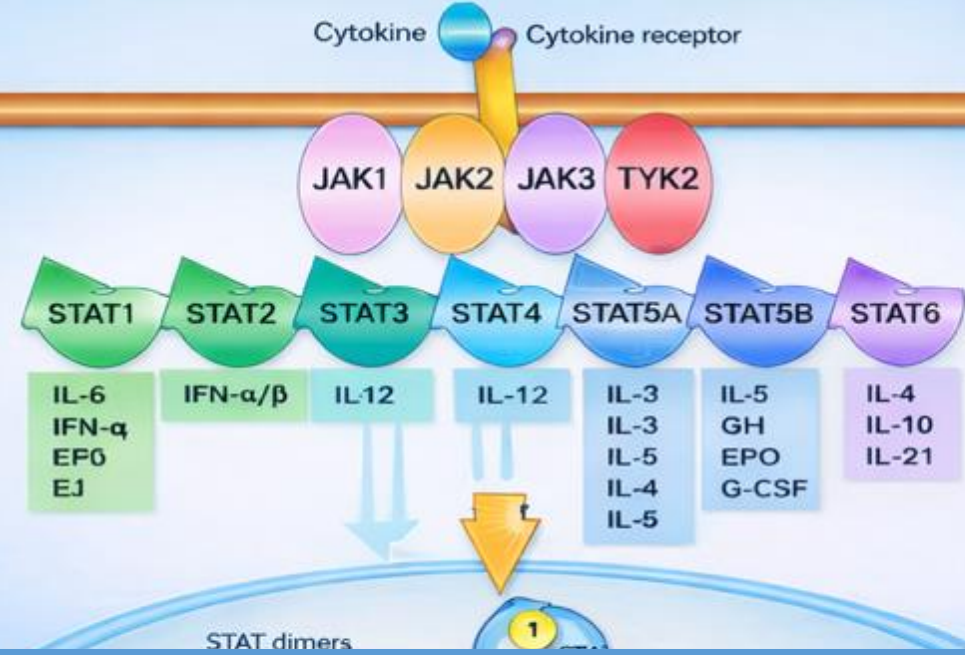 Cytokine
Cytokine receptor
JAK1 JAK2 JAK3 TYK2
STAT1 STAT2 STAT3 STAT4 STAT5A STAT5B STAT6
IL-6
IFN-α
EF0
EJ
IFN-α/β
IL12
IL-12
IL-3
IL-3
IL-5
IL-4
IL-5
IL-5
GH
EPO
G-CSF
IL-4
IL-10
IL-21
r
1
STAT dimers